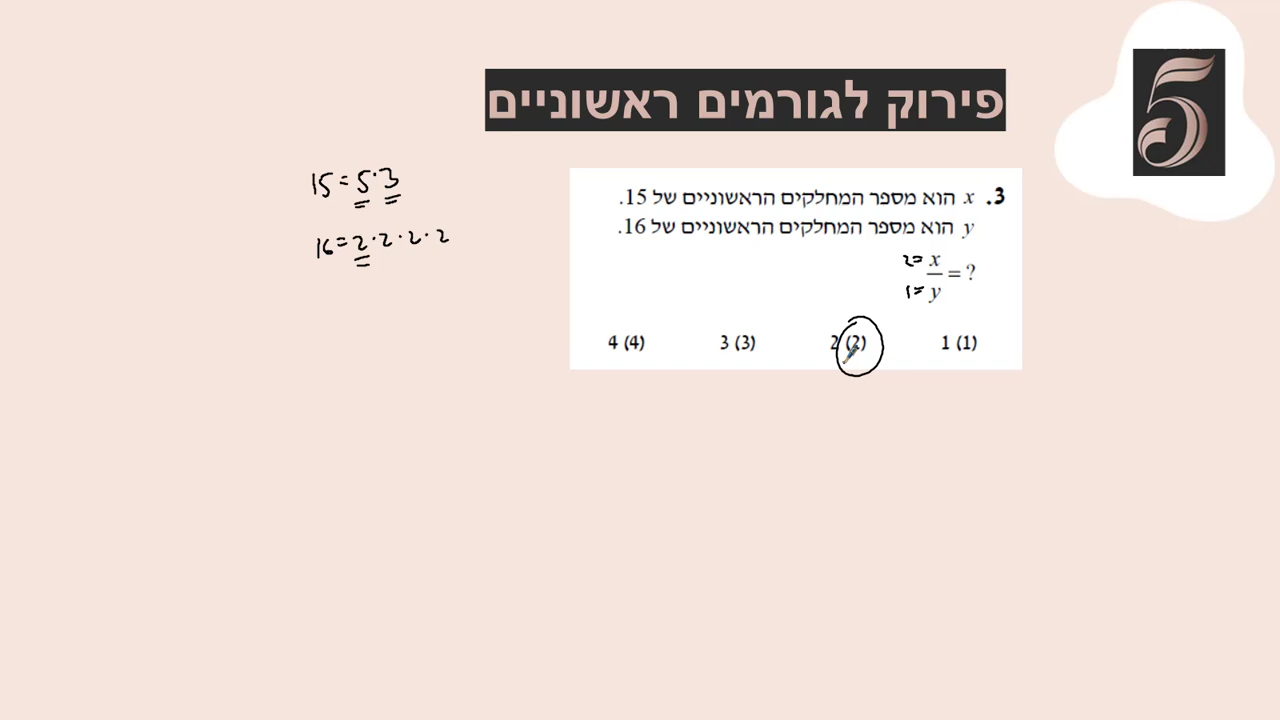 5
פירוק לגורמים ראשוניים
3. x הוא מספר המחלקים הראשוניים של 15.
y הוא מספר המחלקים הראשוניים של 16.
2= x
— = ?
1= y
(1) 1 (2) 2 (3) 3 (4) 4
15=5·3
16=2·2·2·2